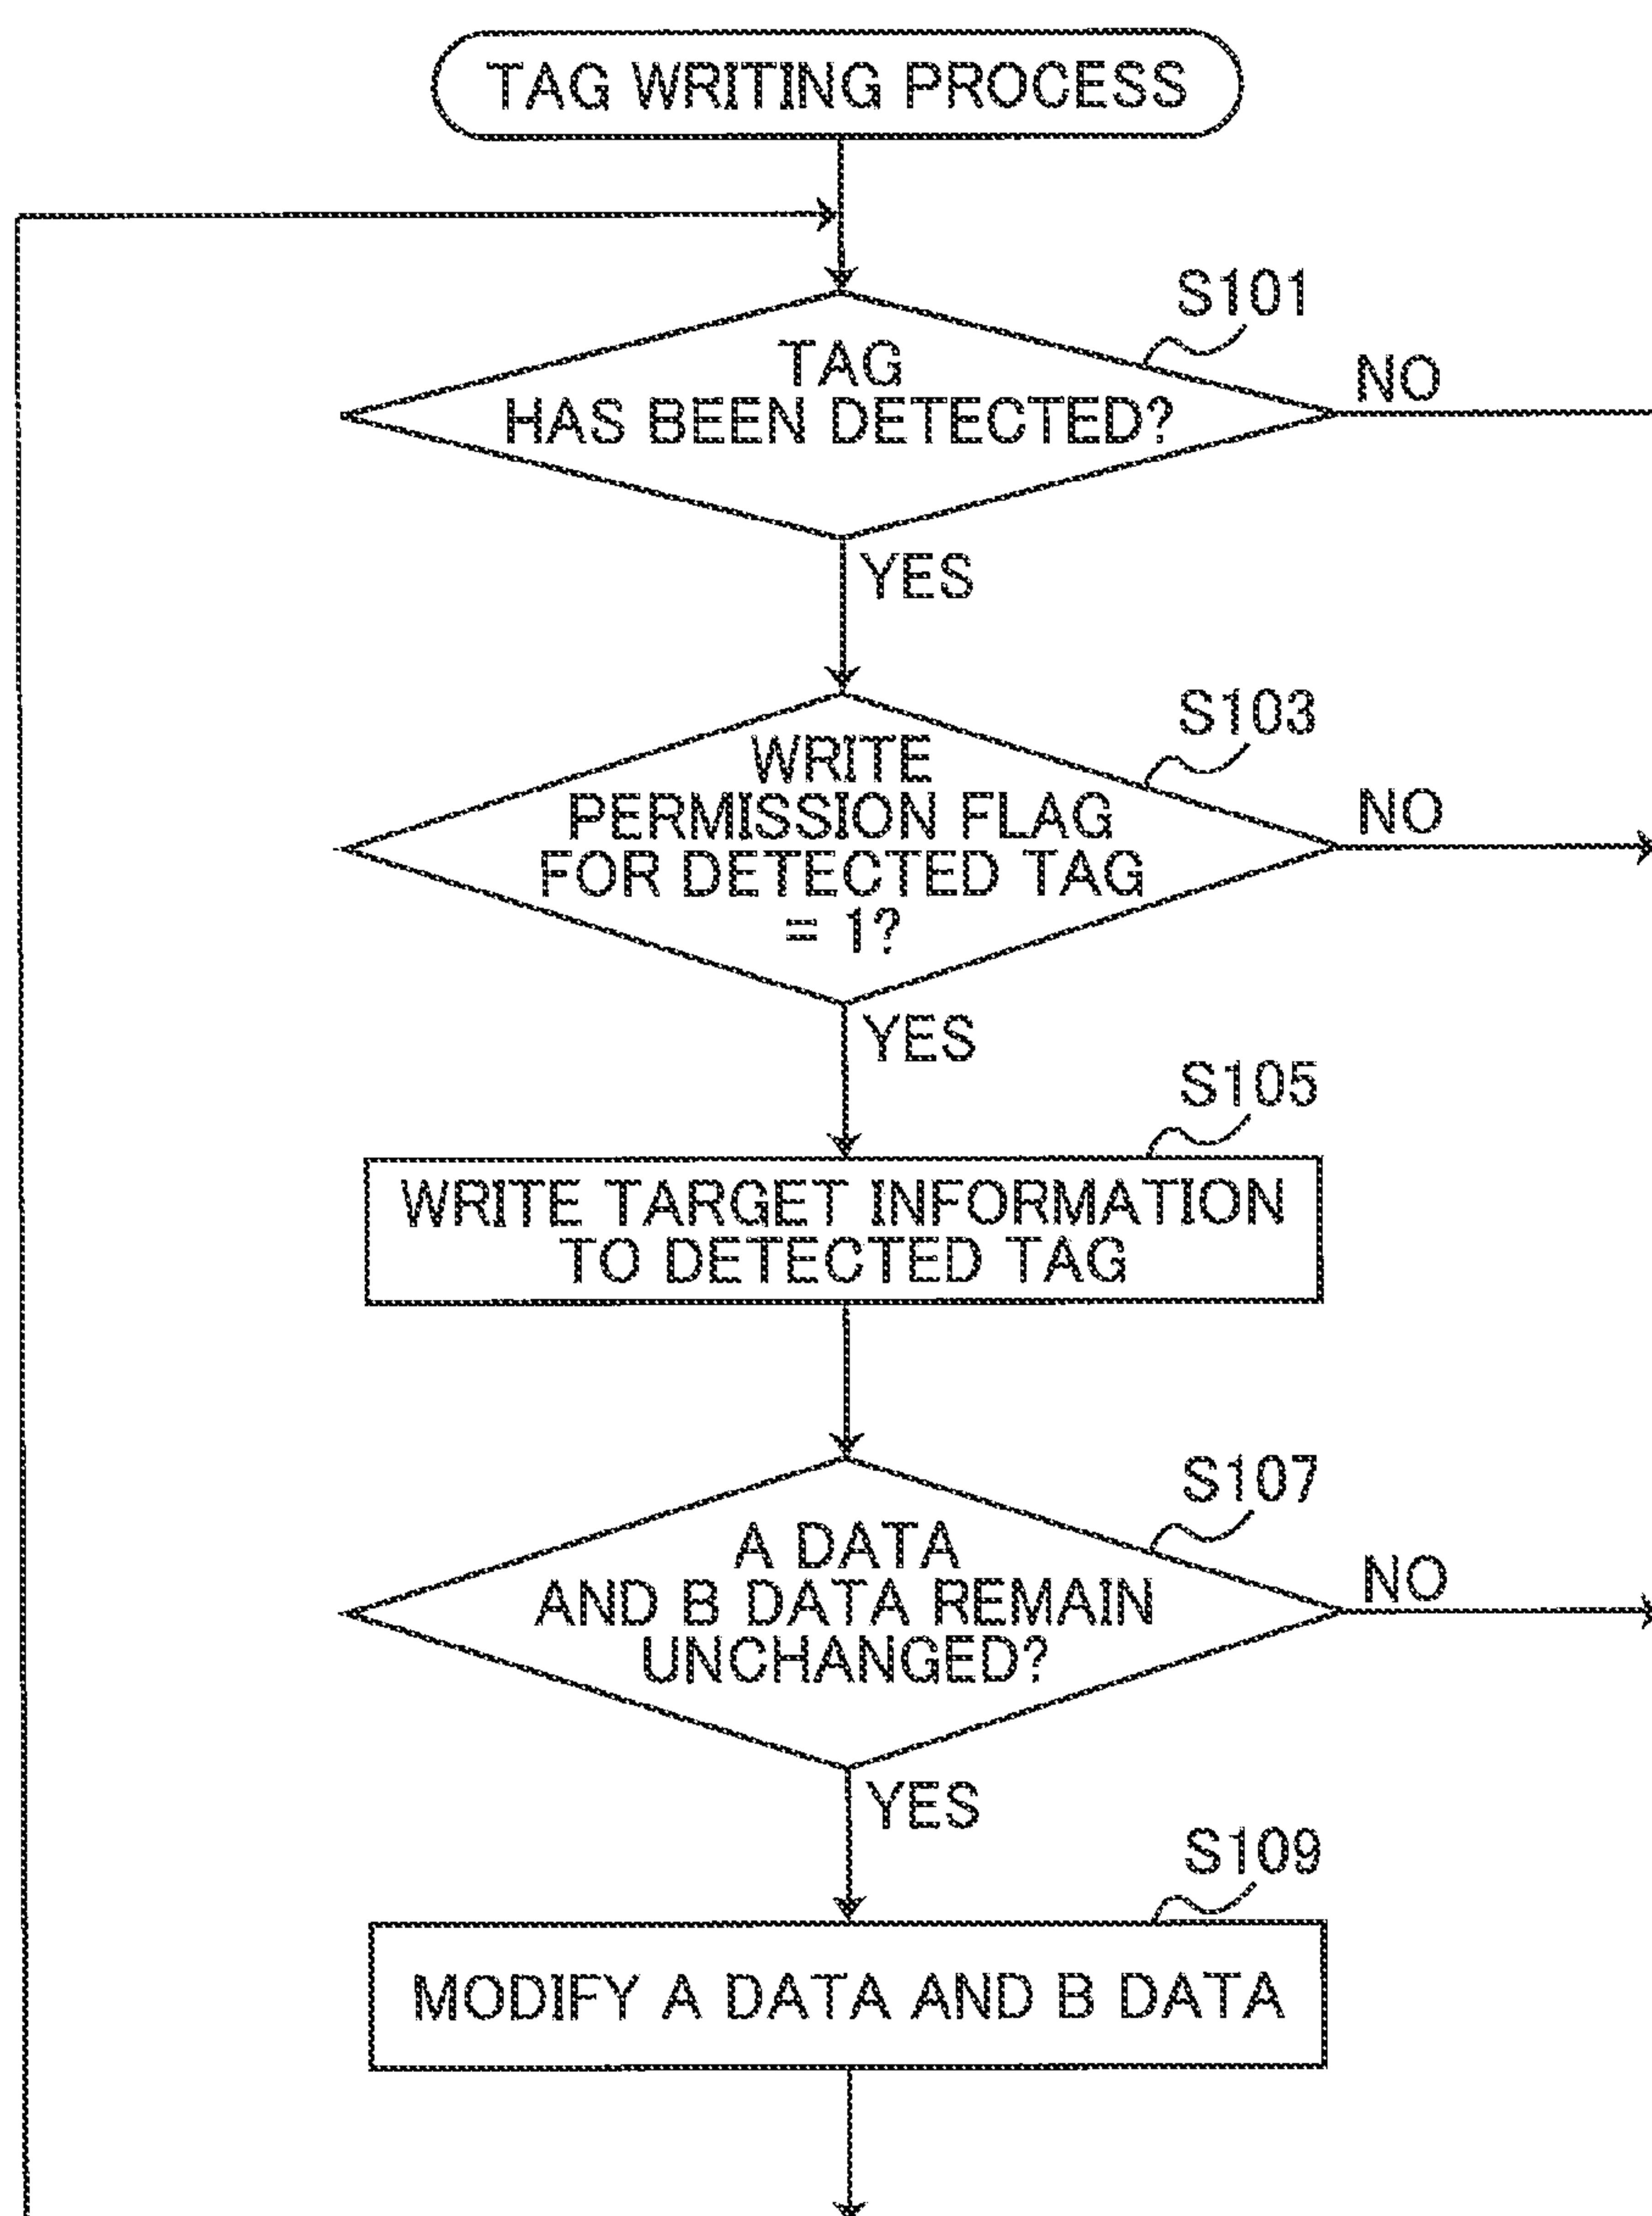 TAG WRITING PROCESS
S101
TAG
HAS BEEN DETECTED?
NO
YES
S103
WRITE
PERMISSION FLAG
FOR DETECTED TAG
= 1?
NO
YES
S105
WRITE TARGET INFORMATION
TO DETECTED TAG
S107
A DATA
AND B DATA REMAIN
UNCHANGED?
NO
YES
S109
MODIFY A DATA AND B DATA